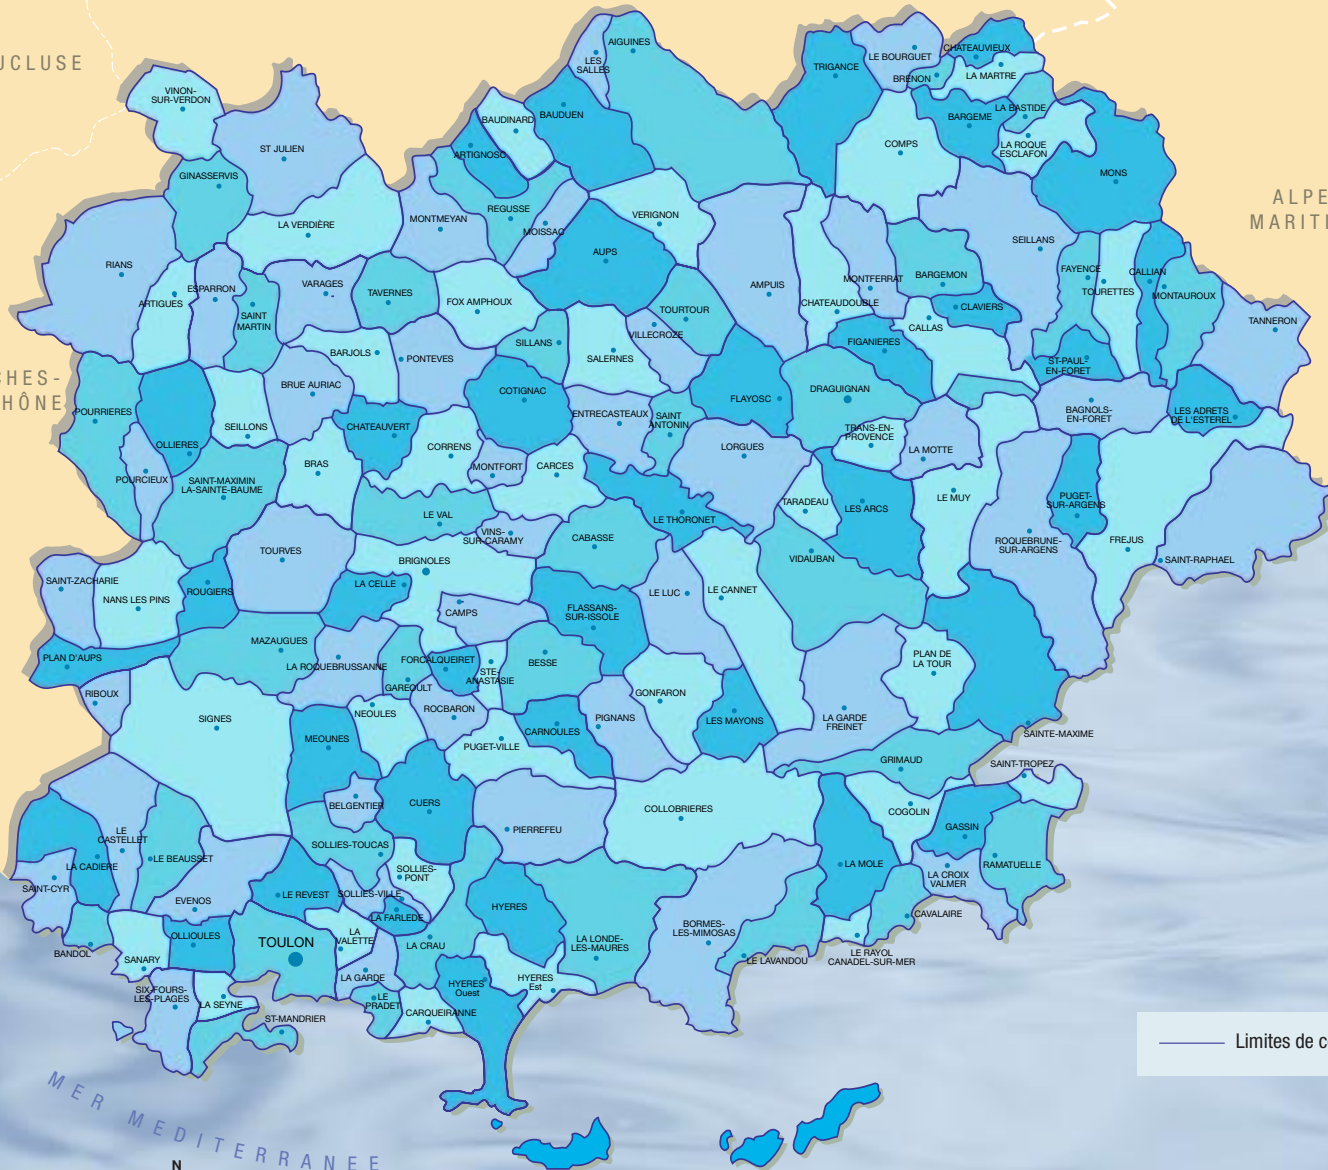 UCLUSE
AIGUINES
LES
SALLES
LE BOURGUET
CHATEAUVIEUX
TRIGANCE
BRENON
LA MARTRE
VINON-
SUR-VERDON
BAUDINARD
BAUDUEN
LA BASTIDE
BARGEME
ST JULIEN
ARTIGNOSC
COMPS
LA ROQUE
ESCLAFON
GINASSERVIS
MONS
ALPE
MARITI
LA VERDIÈRE
MONTMEYAN
REGUSSE
MOISSAC
VERIGNON
SEILLANS
AUPS
RIANS
ESPARRON
ARTIGUES
SAINT
MARTIN
VARAGES
TAVERNES
FOX AMPHOUX
TOURTOUR
AMPUIS
CHATEAUDOUBLE
MONTFERRAT
BARGEMON
CLAVIERS
FAYENCE
TOURETTES
CALLIAN
MONTAUROUX
TANNERON
CALLAS
VILLECROZE
FIGANIERES
SILLANS
SALERNES
BARJOLS
PONTEVES
ST-PAUL-
EN-FORET
CHES-
HÔNE
BRUE AURIAC
COTIGNAC
FLAYOSC
DRAGUIGNAN
POURRIERES
OLLIERES
SEILLONS
CHATEAUVERT
ENTRECASTEAUX
SAINT
ANTONIN
BAGNOLS-
EN-FORET
LES ADRETS
DE L'ESTEREL
TRANS-EN-
PROVENCE
LA MOTTE
CORRENS
LORGUES
BRAS
MONTFORT
CARCES
POURCIEUX
SAINT-MAXIMIN
LA-SAINTE-BAUME
LE MUY
PUGET-
SUR-ARGENS
TARADEAU
LES ARCS
LE VAL
LE THORONET
VINS-
SUR-CARAMY
CABASSE
ROQUEBRUNE-
SUR-ARGENS
FREJUS
TOURVES
BRIGNOLES
VIDAUBAN
SAINT-RAPHAEL
SAINT-ZACHARIE
NANS LES PINS
ROUGIERS
LA CELLE
LE LUC
LE CANNET
CAMPS
FLASSANS-
SUR-ISSOLE
MAZAUGUES
PLAN D'AUPS
LA ROQUEBRUSSANNE
FORCALQUEIRET
GAREOULT
STE-
ANASTASIE
BESSE
PLAN DE
LA TOUR
RIBOUX
GONFARON
SIGNES
NEOULES
ROCBARON
PIGNANS
LES MAYONS
LA GARDE
FREINET
MEOUNES
CARNOULES
PUGET-VILLE
SAINTE-MAXIME
GRIMAUD
SAINT-TROPEZ
BELGENTIER
CUERS
COLLOBRIERES
COGOLIN
GASSIN
LE
CASTELLET
PIERREFEU
SOLLIES-TOUCAS
LE BEAUSSET
LA CADIERE
LA MOLE
RAMATUELLE
SAINT-CYR
SOLLIES-
PONT
LA CROIX
VALMER
EVENOS
LE REVEST
SOLLIES-VILLE
HYERES
LA FARLEDE
CAVALAIRE
BORMES-
LES-MIMOSAS
OLLIOULES
TOULON
LA
VALETTE
LA CRAU
LA LONDE-
LES-MAURES
BANDOL
SANARY
LE RAYOL
CANADEL-SUR-MER
LE LAVANDOU
LA GARDE
HYERES
Est
HYERES
Ouest
SIX-FOURS-
LES-PLAGES
LA SEYNE
LE
PRADET
CARQUEIRANNE
ST-MANDRIER
Limites de c
MER MEDITERRANEE
N